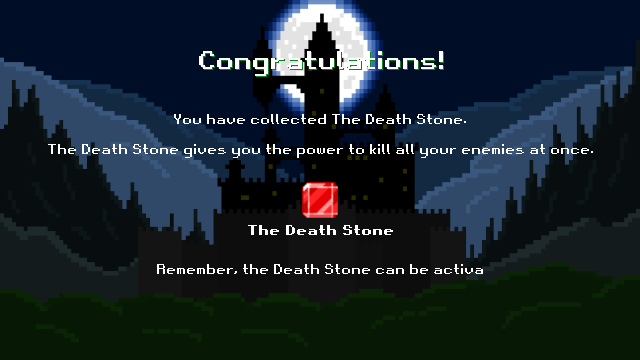 Congratulations!
You have collected The Death Stone.
The Death Stone gives you the power to kill all your enemies at once.
The Death Stone
Remember, the Death Stone can be activa